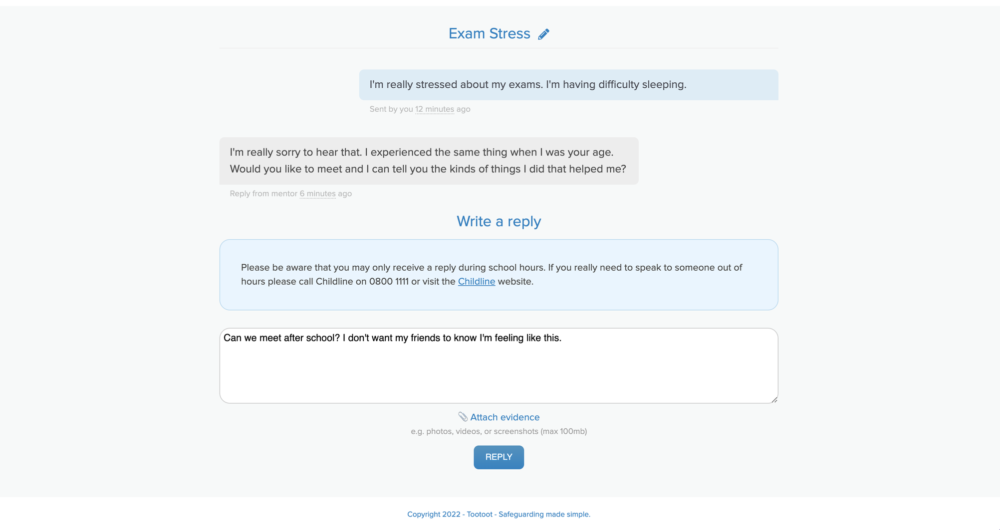 Exam Stress
I'm really stressed about my exams. I'm having difficulty sleeping.
Sent by you 12 minutes ago
I'm really sorry to hear that. I experienced the same thing when I was your age.
Would you like to meet and I can tell you the kinds of things I did that helped me?
Reply from mentor 6 minutes ago
Write a reply
Please be aware that you may only receive a reply during school hours. If you really need to speak to someone out of
hours please call Childline on 0800 1111 or visit the Childline website.
Can we meet after school? I don't want my friends to know I'm feeling like this.
Attach evidence
e.g. photos, videos, or screenshots (max 100mb)
REPLY
Copyright 2022 - Tootoot - Safeguarding made simple.